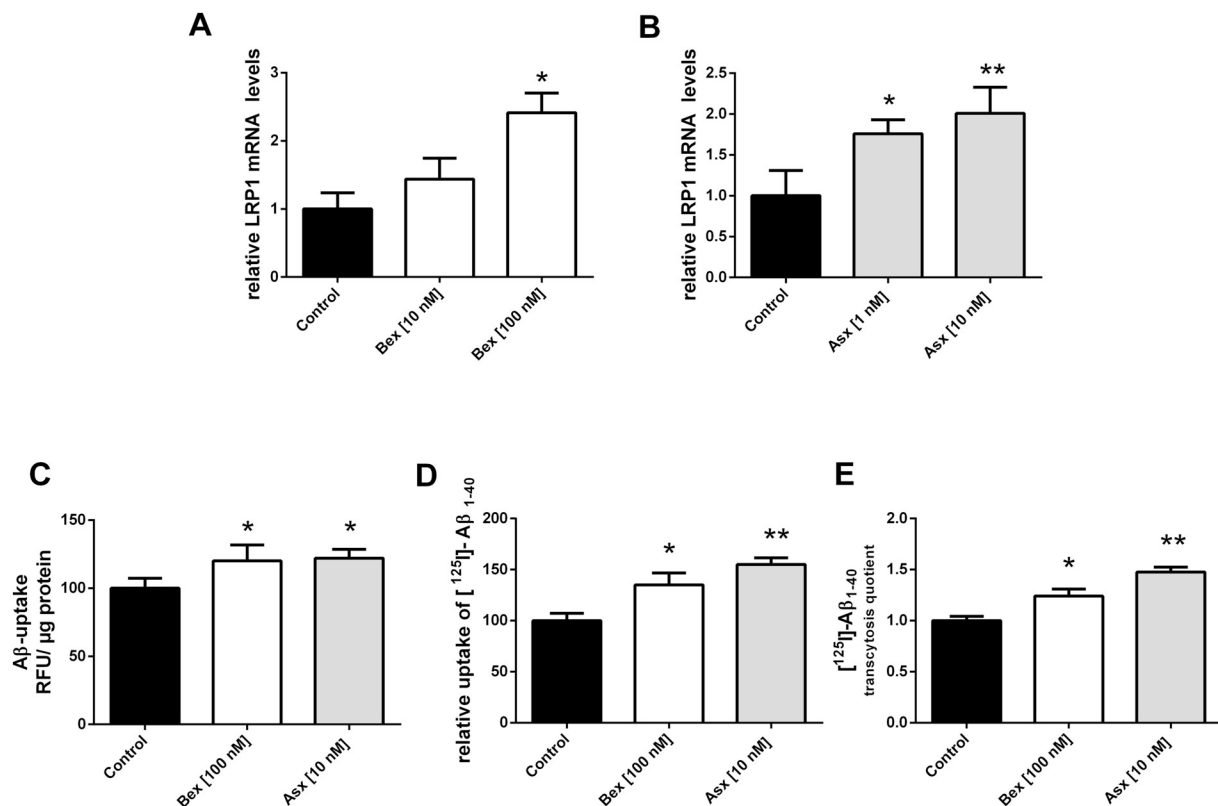 A
relative LRP1 mRNA levels
3
2
1
0
*
Control
Bex [10 nM]
Bex [100 nM]
B
relative LRP1 mRNA levels
2.5
2.0
1.5
1.0
0.5
0.0
*
**
Control
Asx [1 nM]
Asx [10 nM]
C
Aβ-uptake
RFU/ µg protein
150
100
50
0
*
*
Control
Bex [100 nM]
Asx [10 nM]
D
relative uptake of [ 125I]- Aβ 1-40
200
150
100
50
0
*
**
Control
Bex [100 nM]
Asx [10 nM]
E
[125I]-Aβ1-40
transcytosis quotient
2.0
1.5
1.0
0.5
0.0
*
**
Control
Bex [100 nM]
Asx [10 nM]